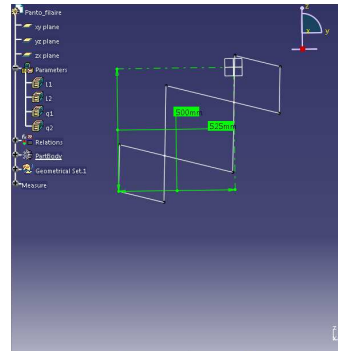 Panto_filaire
xy plane
yz plane
zx plane
Parameters
l1
l2
q1
q2
Relations
PartBody
Geometrical Set.1
Measure
z
x
y
500mm
525mm
z